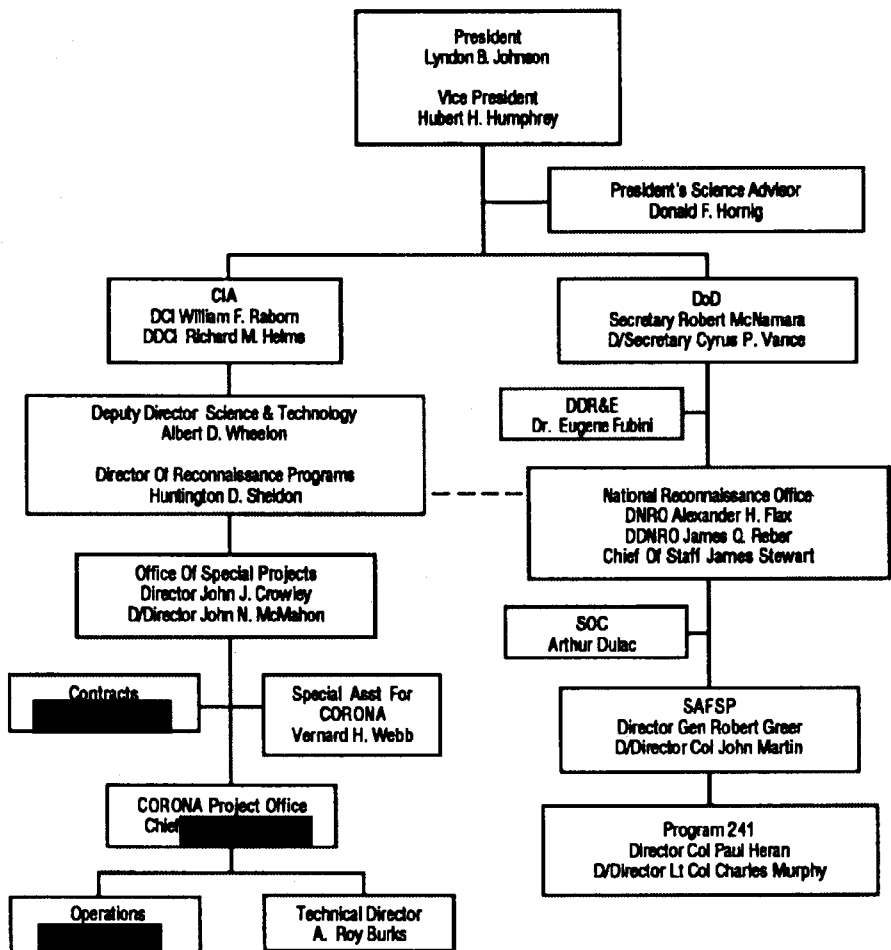 President
Lyndon B. Johnson
Vice President
Hubert H. Humphrey
President's Science Advisor
Donald F. Hornig
CIA
DCI William F. Raborn
DDCI Richard M. Helms
DoD
Secretary Robert McNamara
D/Secretary Cyrus P. Vance
Deputy Director Science & Technology
Albert D. Wheelon
Director Of Reconnaissance Programs
Huntington D. Sheldon
DDR&E
Dr. Eugene Fubini
National Reconnaissance Office
DNRO Alexander H. Flax
DDNRO James Q. Reber
Chief Of Staff James Stewart
Office Of Special Projects
Director John J. Crowley
D/Director John N. McMahon
SOC
Arthur Dulac
Contracts
Special Asst For
CORONA
Vernard H. Webb
SAFSP
Director Gen Robert Greer
D/Director Col John Martin
CORONA Project Office
Chief
Program 241
Director Col Paul Heran
D/Director Lt Col Charles Murphy
Operations
Technical Director
A. Roy Burks